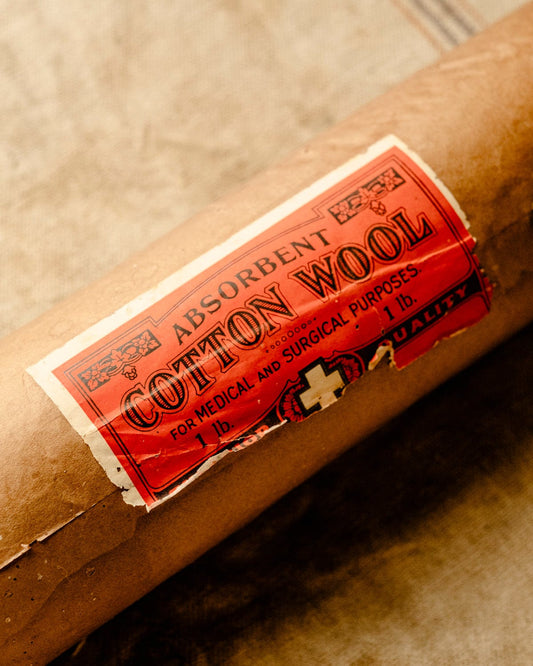 ABSORBENT
COTTON WOOL
FOR MEDICAL AND SURGICAL PURPOSES.
1 lb. 1 lb.
QUALITY